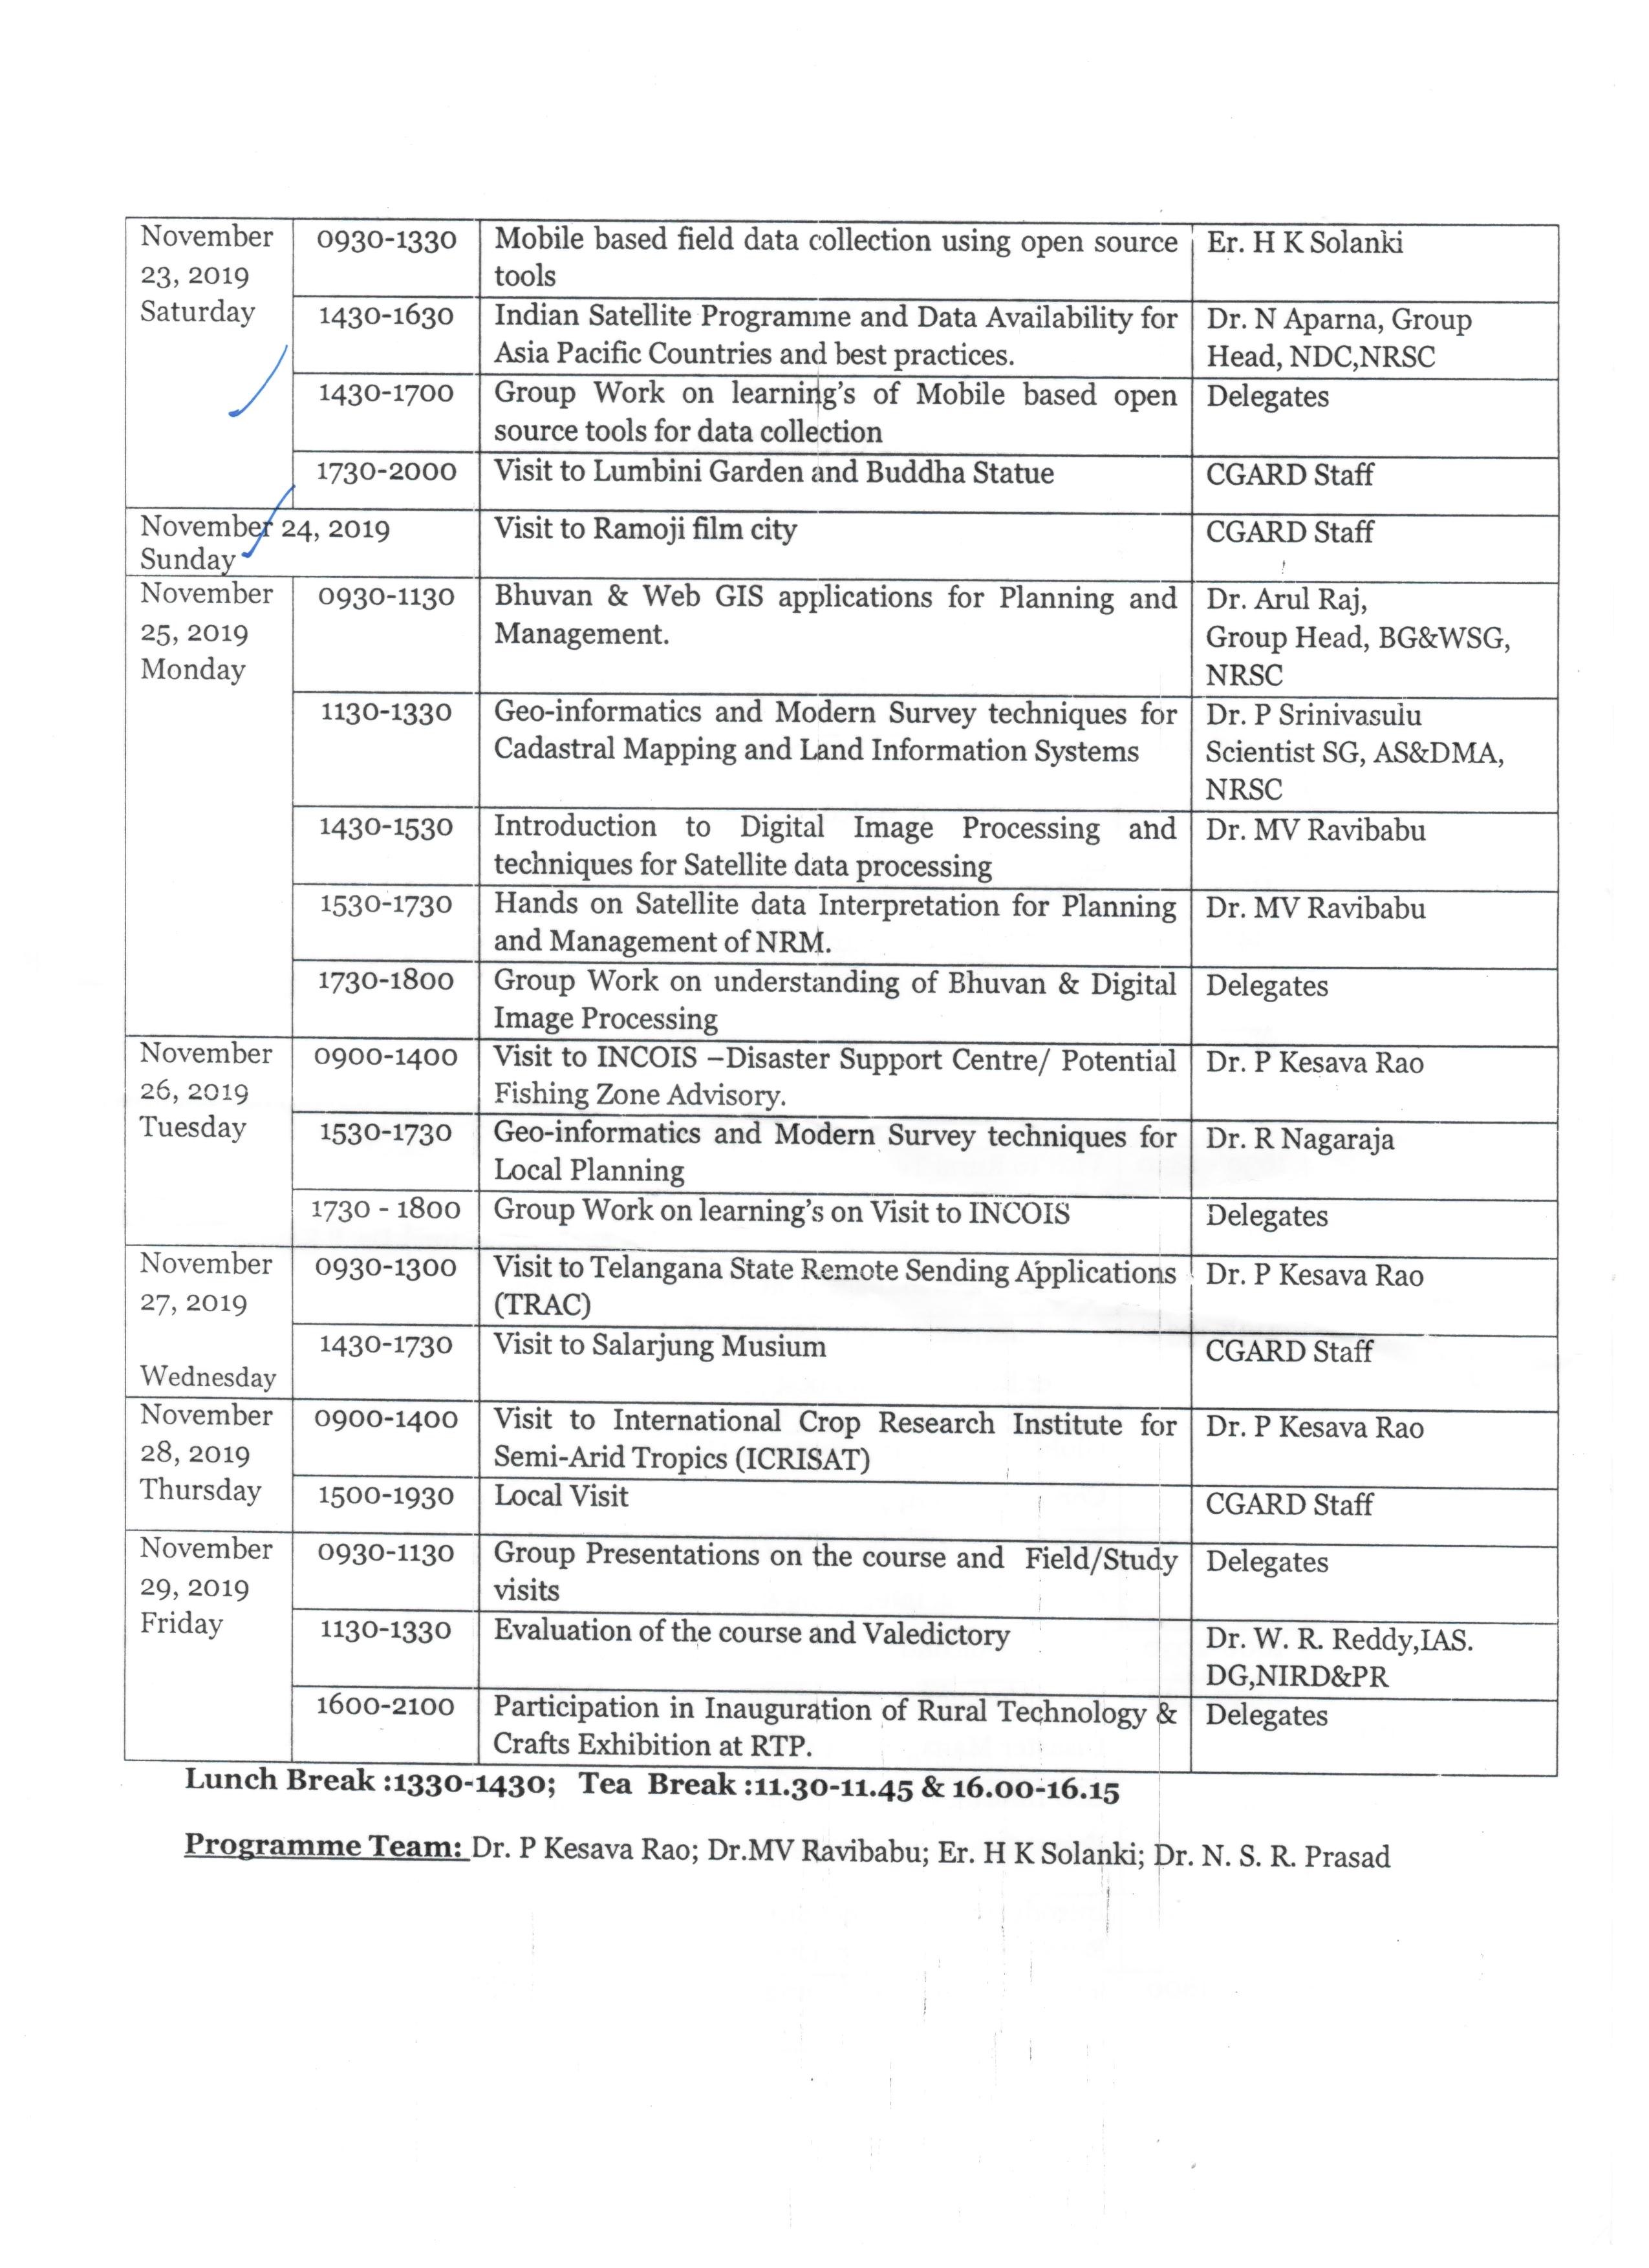 November 23, 2019 Saturday
0930-1330
Mobile based field data collection using open source
tools
Er. H K Solanki
1430-1630
Indian Satellite Programme and Data Availability for
Asia Pacific Countries and best practices.
Dr. N Aparna, Group
Head, NDC,NRSC
1430-1700
Group Work on learning's of Mobile based open
source tools for data collection
Delegates
1730-2000
Visit to Lumbini Garden and Buddha Statue
CGARD Staff
November 24, 2019
Sunday
Visit to Ramoji film city
CGARD Staff
November
25, 2019
Monday
0930-1130
Bhuvan & Web GIS applications for Planning and
Management.
Dr. Arul Raj,
Group Head, BG&WSG,
NRSC
1130-1330
Geo-informatics and Modern Survey techniques for
Cadastral Mapping and Land Information Systems
Dr. P Srinivasulu
Scientist SG, AS&DMA,
NRSC
1430-1530
Introduction to Digital Image Processing and
techniques for Satellite data processing
Dr. MV Ravibabu
1530-1730
Hands on Satellite data Interpretation for Planning
and Management of NRM.
Dr. MV Ravibabu
1730-1800
Group Work on understanding of Bhuvan & Digital
Image Processing
Delegates
November
26, 2019
Tuesday
0900-1400
Visit to INCOIS –Disaster Support Centre/ Potential
Fishing Zone Advisory.
Dr. P Kesava Rao
1530-1730
Geo-informatics and Modern Survey techniques for
Local Planning
Dr. R Nagaraja
1730 - 1800
Group Work on learning's on Visit to INCOIS
Delegates
November
27, 2019
Wednesday
0930-1300
Visit to Telangana State Remote Sending Applications
(TRAC)
Dr. P Kesava Rao
1430-1730
Visit to Salarjung Musium
CGARD Staff
November
28, 2019
Thursday
0900-1400
Visit to International Crop Research Institute for
Semi-Arid Tropics (ICRISAT)
Dr. P Kesava Rao
1500-1930
Local Visit
CGARD Staff
November
29, 2019
Friday
0930-1130
Group Presentations on the course and Field/Study
visits
Delegates
1130-1330
Evaluation of the course and Valedictory
Dr. W. R. Reddy,IAS.
DG,NIRD&PR
1600-2100
Participation in Inauguration of Rural Technology &
Crafts Exhibition at RTP.
Delegates
Lunch Break :1330-1430; Tea Break :11.30-11.45 & 16.00-16.15
Programme Team: Dr. P Kesava Rao; Dr.MV Ravibabu; Er. H K Solanki; Dr. N. S. R. Prasad